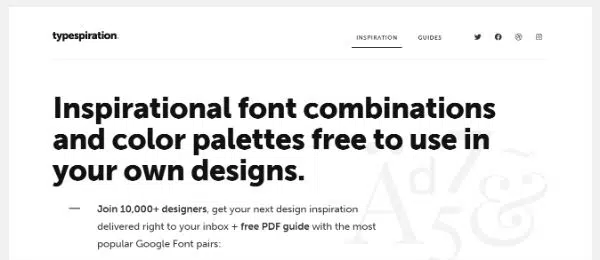 typespiration.
INSPIRATION GUIDES
Inspirational font combinations
and color palettes free to use in
your own designs.
Ad7~
5&
— Join 10,000+ designers, get your next design inspiration
delivered right to your inbox + free PDF guide with the most
popular Google Font pairs: